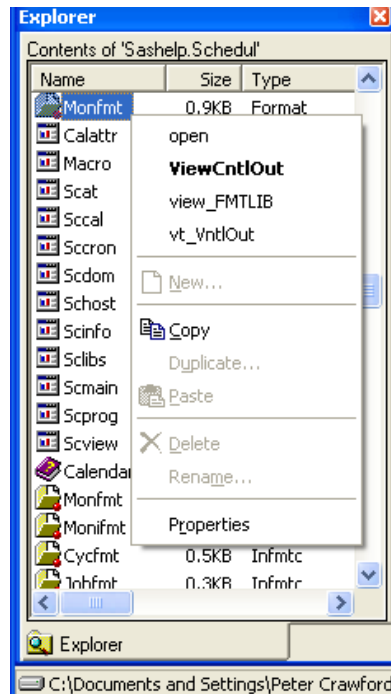 Explorer
Contents of 'Sashelp.Schedul'
Name Size Type
Monfmt 0.9KB Format
Calattr
Macro
Scat
Sccal
Sccron
Scdom
Schost
Scinfo
Sclibs
Scmain
Scprog
Scview
Calendar
Monfmt
Monifmt
Cycfmt 0.5KB Infmtc
Jobfmt 0.3KB Infmtc
open
ViewCntlOut
view_FMTLIB
vt_VntlOut
New...
Copy
Duplicate...
Paste
Delete
Rename...
Properties
Explorer
C:\Documents and Settings\Peter Crawford